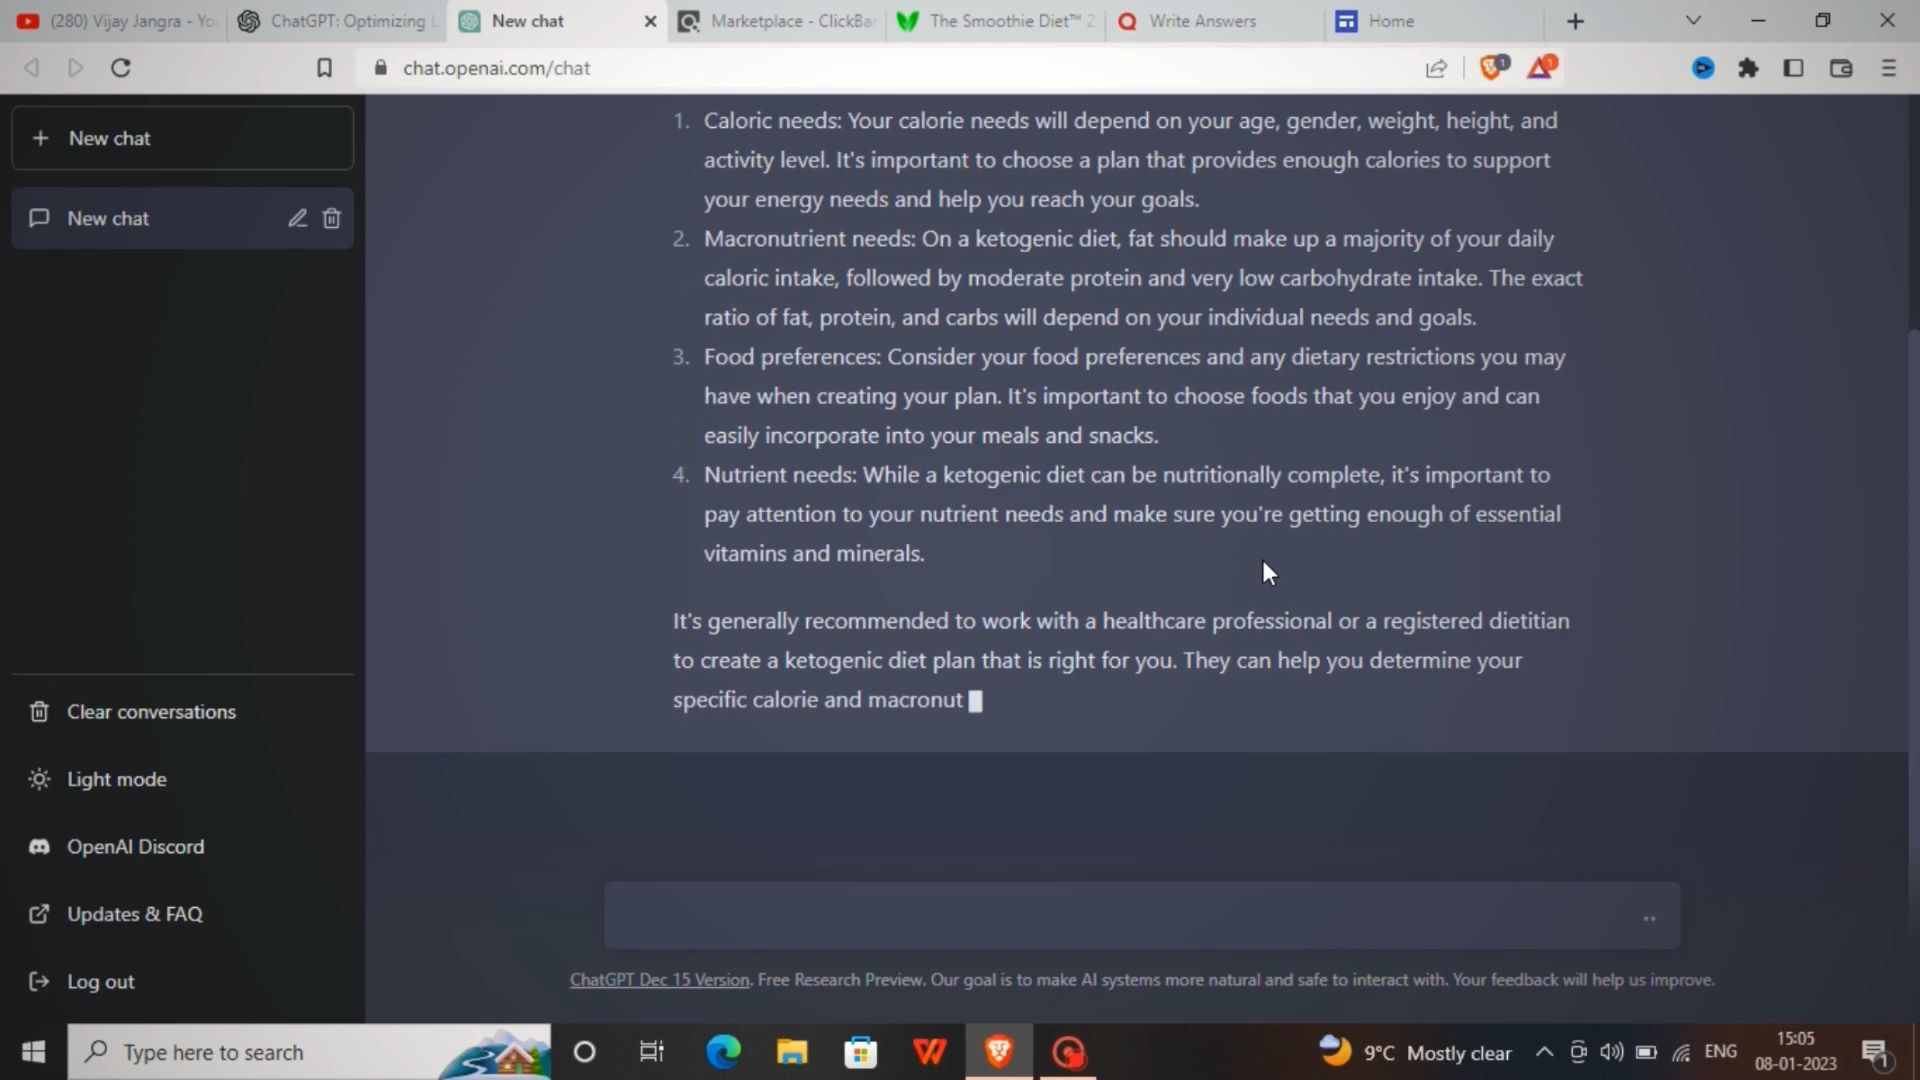 (280) Vijay Jangra - You
ChatGPT: Optimizing L
New chat
Marketplace - ClickBan
The Smoothie Diet™ 2
Write Answers
Home
chat.openai.com/chat
1
1
New chat
New chat
1. Caloric needs: Your calorie needs will depend on your age, gender, weight, height, and
activity level. It's important to choose a plan that provides enough calories to support
your energy needs and help you reach your goals.
2. Macronutrient needs: On a ketogenic diet, fat should make up a majority of your daily
caloric intake, followed by moderate protein and very low carbohydrate intake. The exact
ratio of fat, protein, and carbs will depend on your individual needs and goals.
3. Food preferences: Consider your food preferences and any dietary restrictions you may
have when creating your plan. It's important to choose foods that you enjoy and can
easily incorporate into your meals and snacks.
4. Nutrient needs: While a ketogenic diet can be nutritionally complete, it's important to
pay attention to your nutrient needs and make sure you're getting enough of essential
vitamins and minerals.
It's generally recommended to work with a healthcare professional or a registered dietitian
to create a ketogenic diet plan that is right for you. They can help you determine your
specific calorie and macronut
Clear conversations
Light mode
OpenAI Discord
Updates & FAQ
Log out
ChatGPT Dec 15 Version. Free Research Preview. Our goal is to make AI systems more natural and safe to interact with. Your feedback will help us improve.
Type here to search
9°C Mostly clear
ENG
15:05
08-01-2023
1